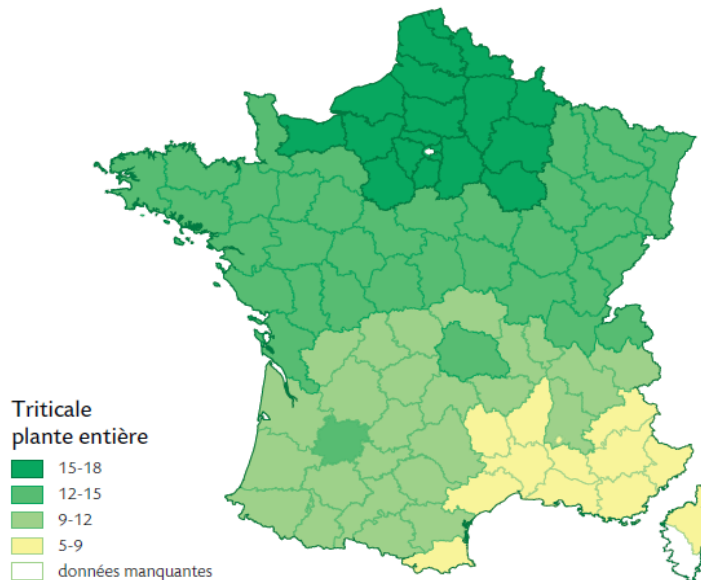 Triticale
plante entière
15-18
12-15
9-12
5-9
données manquantes